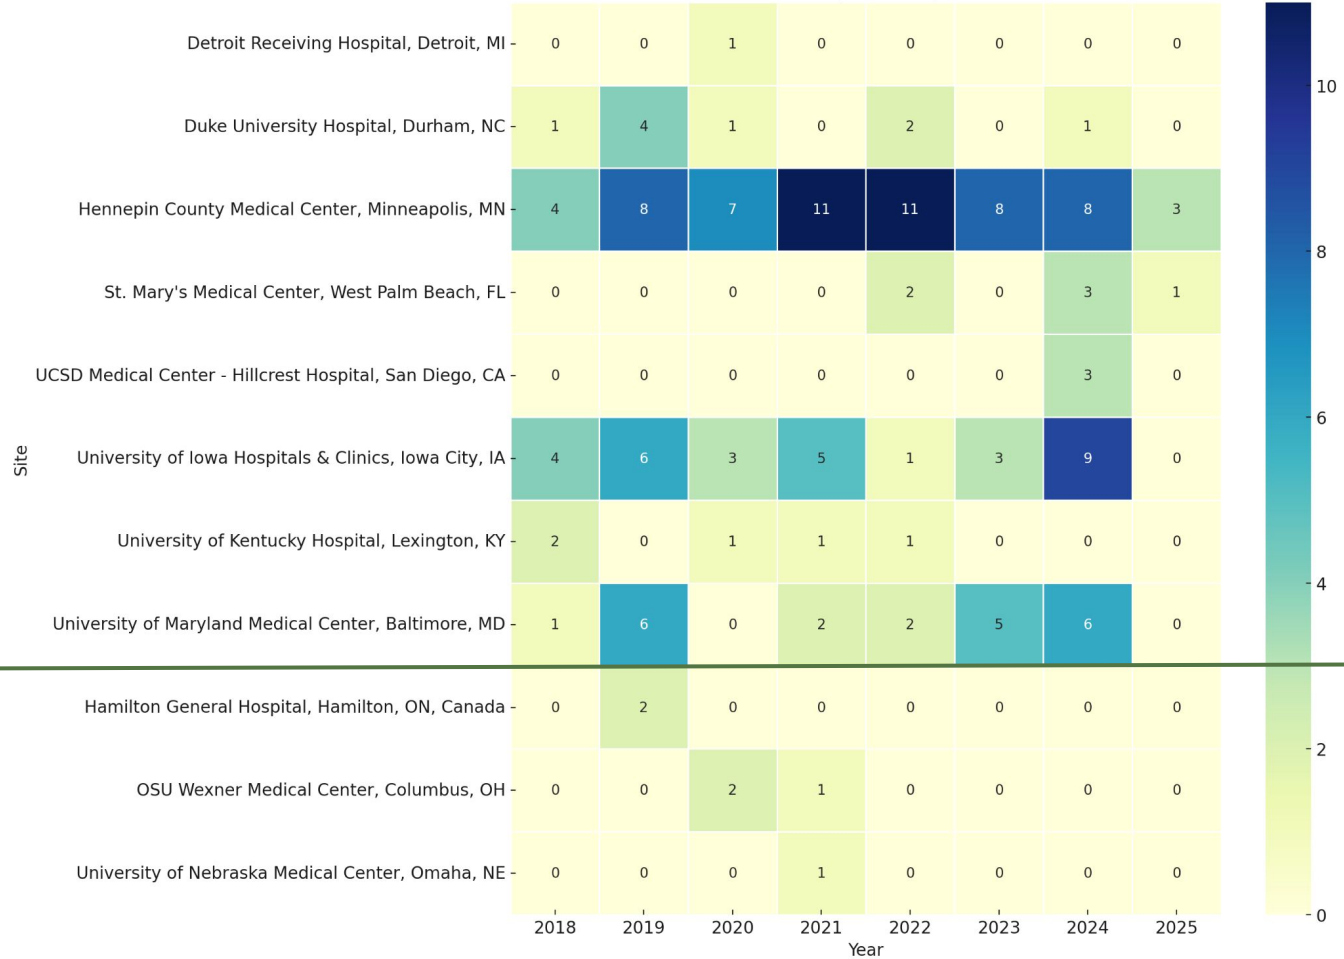 Detroit Receiving Hospital, Detroit, MI 0 0 1 0 0 0 0 0
Duke University Hospital, Durham, NC 1 4 1 0 2 0 1 0
Hennepin County Medical Center, Minneapolis, MN 4 8 7 11 11 8 8 3
St. Mary's Medical Center, West Palm Beach, FL 0 0 0 0 2 0 3 1
UCSD Medical Center - Hillcrest Hospital, San Diego, CA 0 0 0 0 0 0 3 0
University of Iowa Hospitals & Clinics, Iowa City, IA 4 6 3 5 1 3 9 0
University of Kentucky Hospital, Lexington, KY 2 0 1 1 1 0 0 0
University of Maryland Medical Center, Baltimore, MD 1 6 0 2 2 5 6 0
Hamilton General Hospital, Hamilton, ON, Canada 0 2 0 0 0 0 0 0
OSU Wexner Medical Center, Columbus, OH 0 0 2 1 0 0 0 0
University of Nebraska Medical Center, Omaha, NE 0 0 0 1 0 0 0 0
2018 2019 2020 2021 2022 2023 2024 2025
Year
Site
10
8
6
4
2
0